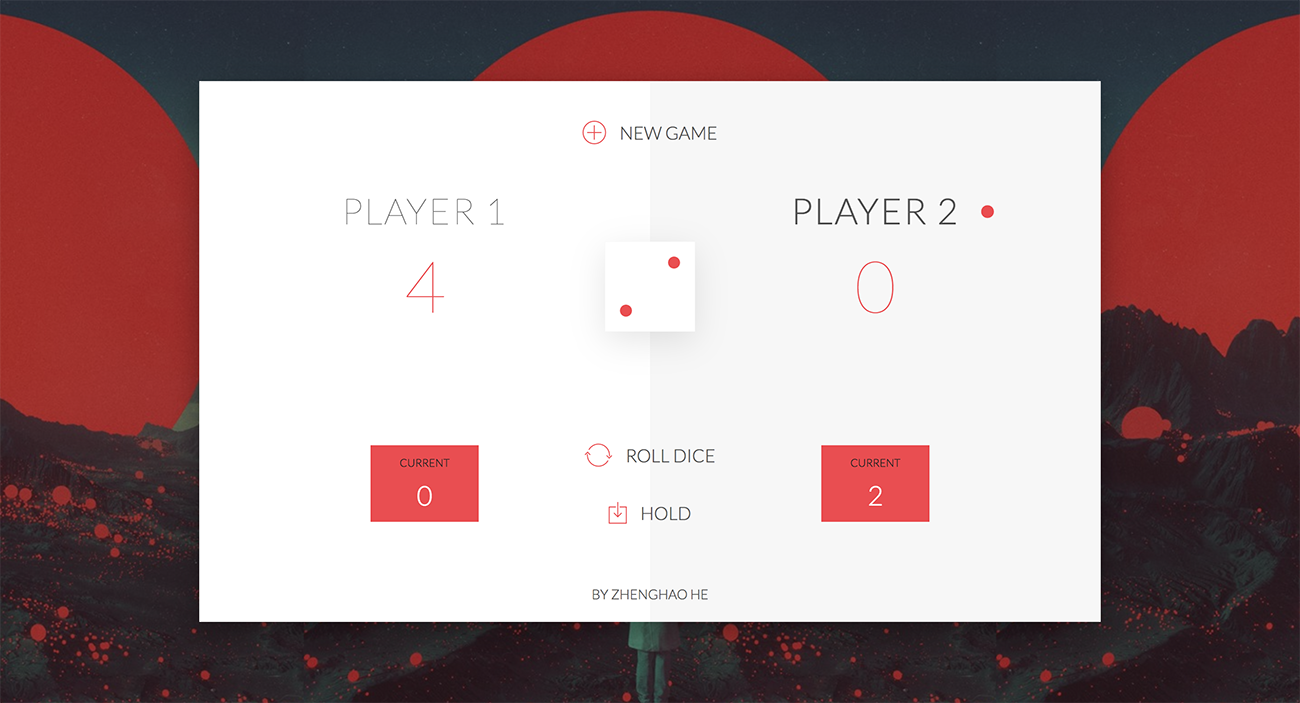 NEW GAME
PLAYER 1
4
PLAYER 2
0
CURRENT
0
ROLL DICE
HOLD
CURRENT
2
BY ZHENGHAO HE